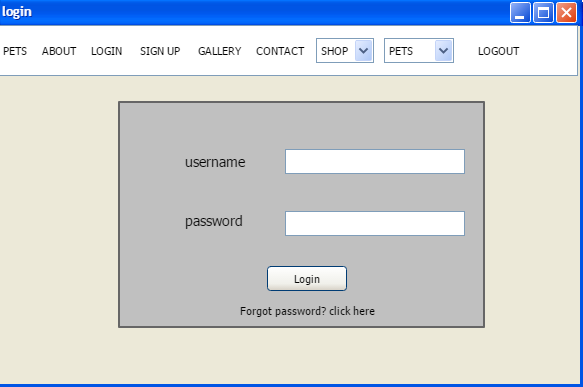 login
PETS ABOUT LOGIN SIGN UP GALLERY CONTACT SHOP PETS LOGOUT
username
password
Login
Forgot password? click here